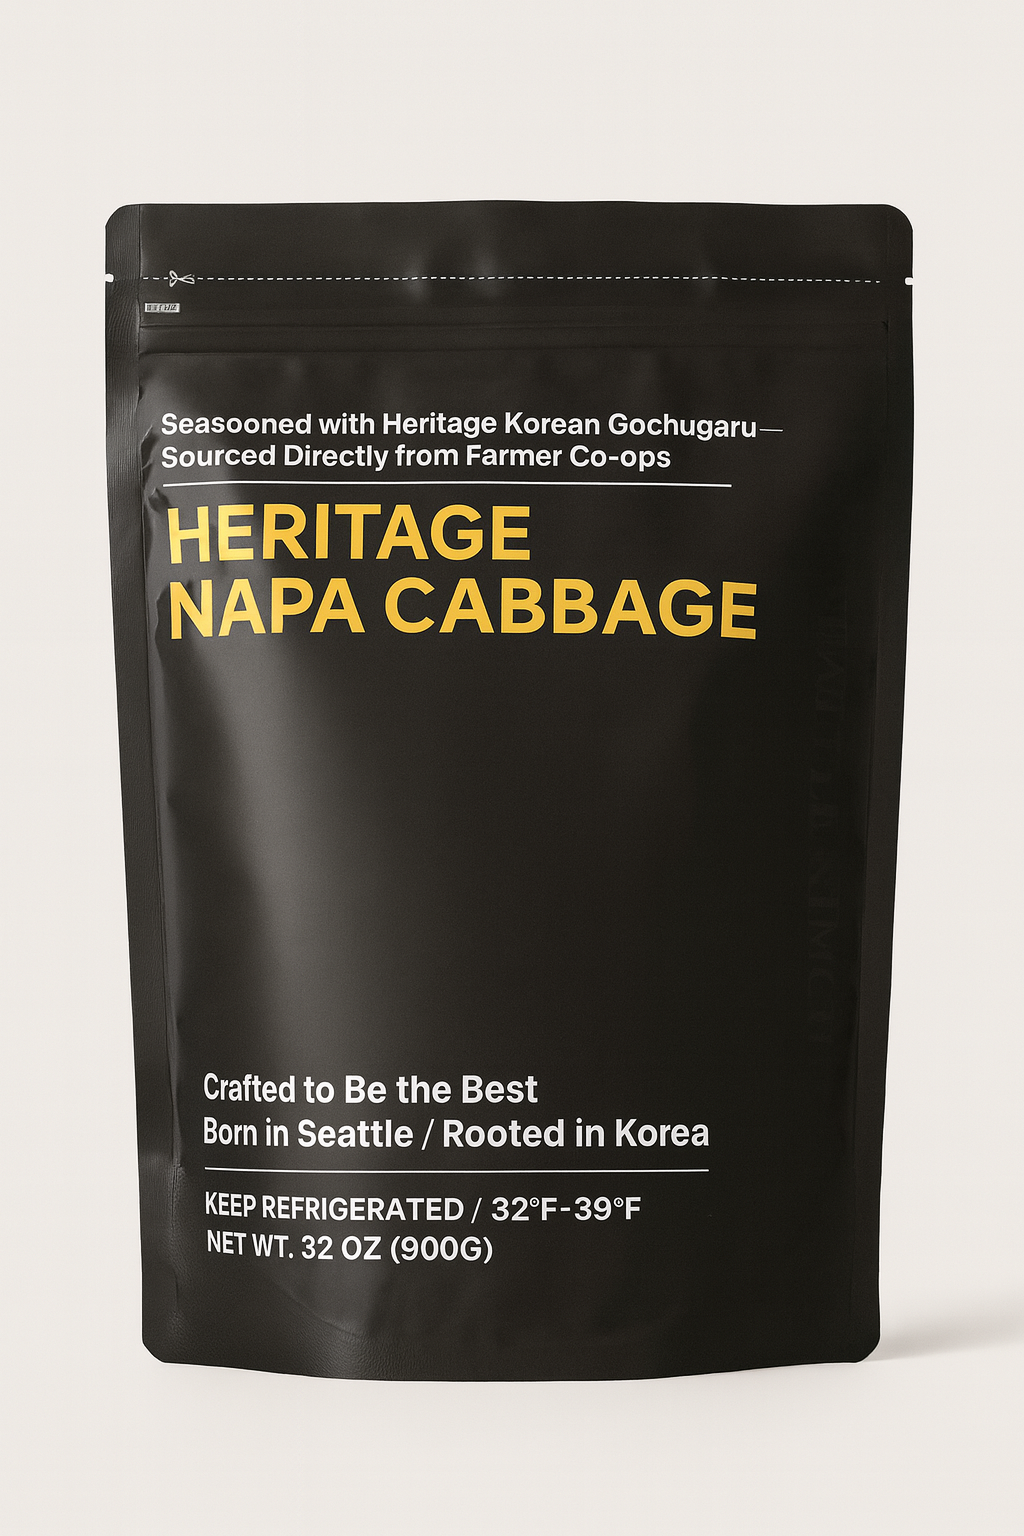 Seasooned with Heritage Korean Gochugaru—
Sourced Directly from Farmer Co-ops
HERITAGE
NAPA CABBAGE
Crafted to Be the Best
Born in Seattle / Rooted in Korea
KEEP REFRIGERATED / 32°F-39°F
NET WT. 32 OZ (900G)